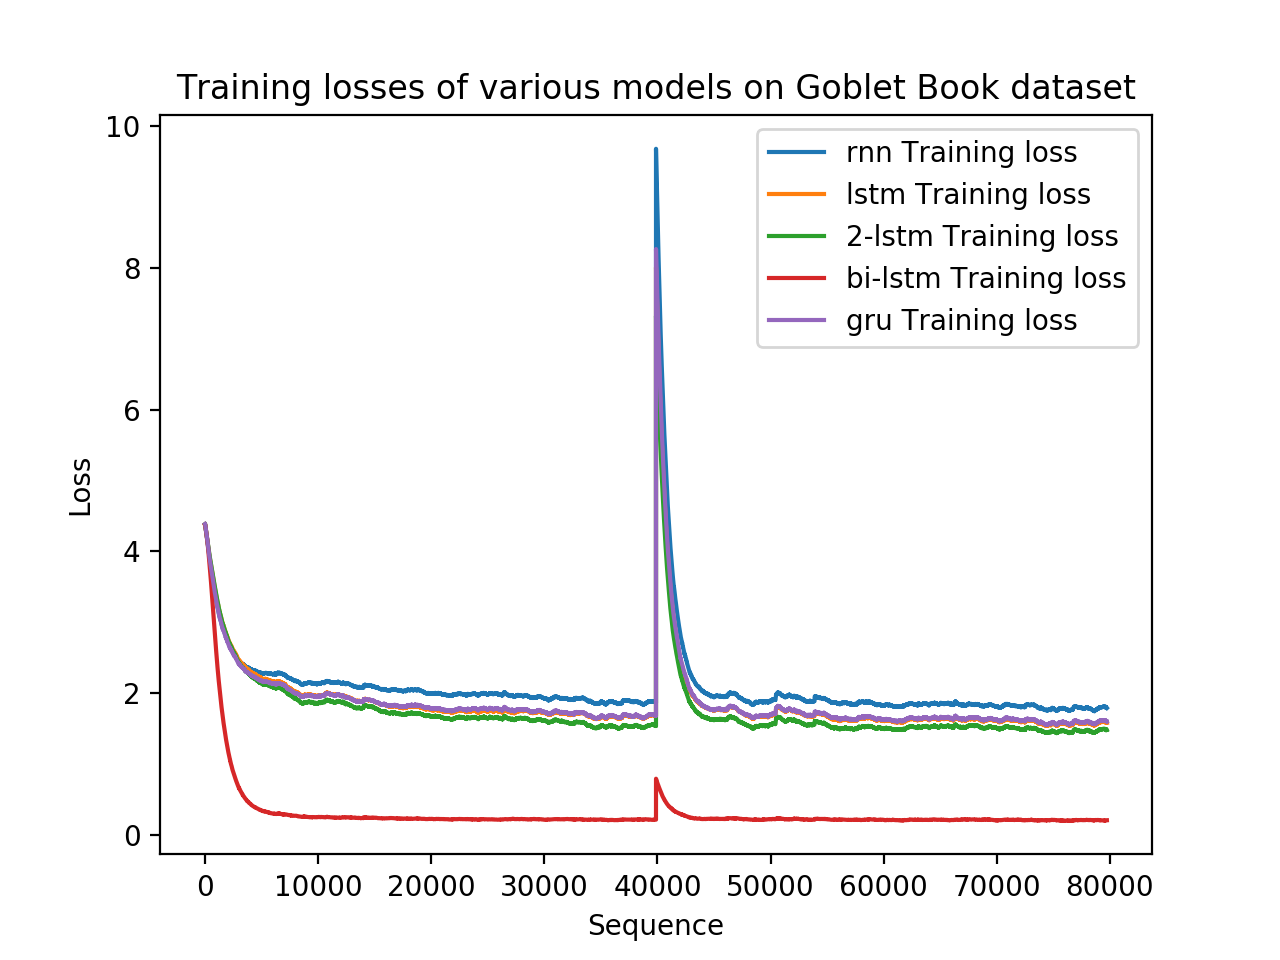 Training losses of various models on Goblet Book dataset
10
8
6
4
2
0
Loss
rnn Training loss
lstm Training loss
2-lstm Training loss
bi-lstm Training loss
gru Training loss
0 10000 20000 30000 40000 50000 60000 70000 80000
Sequence